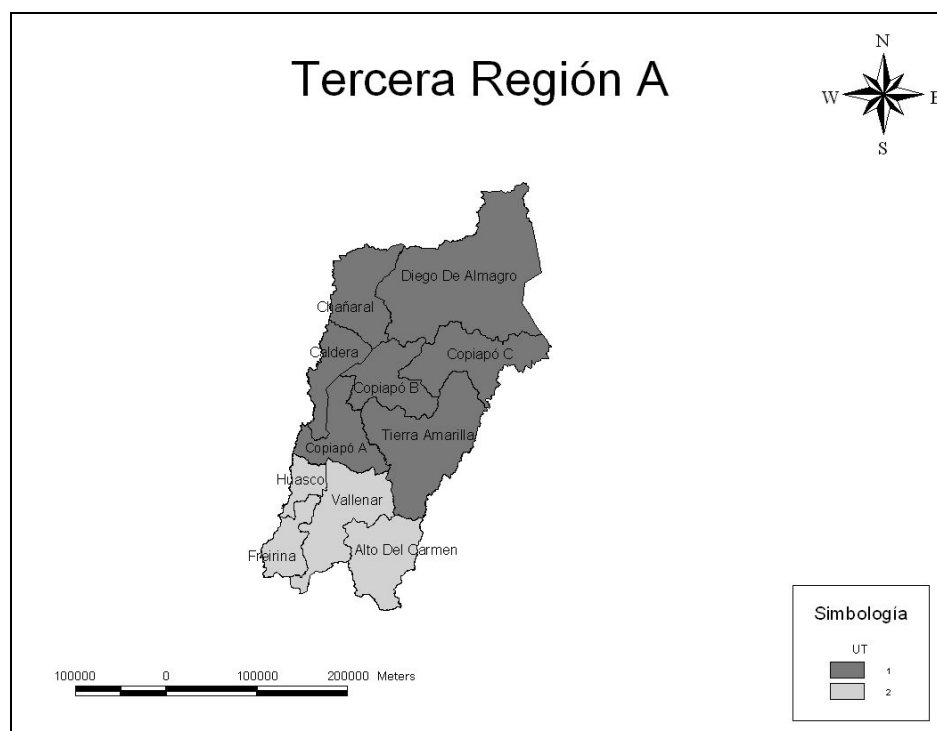 Tercera Región A
N
W E
S
Diego De Almagro
Chañaral
Caldera
Copiapó C
Copiapó B
Tierra Amarilla
Copiapó A
Huasco
Vallenar
Freirina
Alto Del Carmen
Simbología
UT
1
2
100000 0 100000 200000 Meters